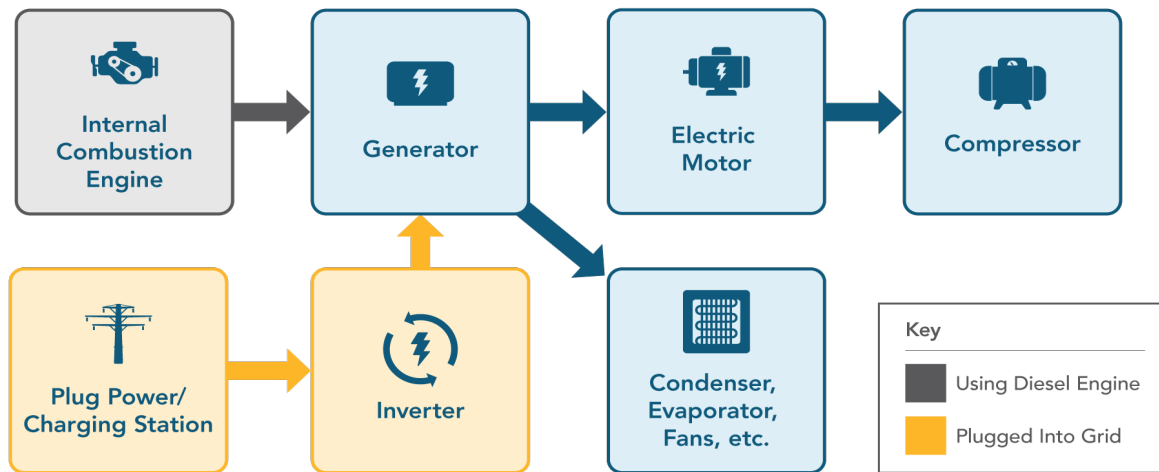 Internal
Combustion
Engine
Generator
Electric
Motor
Compressor
Plug Power/
Charging Station
Inverter
Condenser,
Evaporator,
Fans, etc.
Key
Using Diesel Engine
Plugged Into Grid